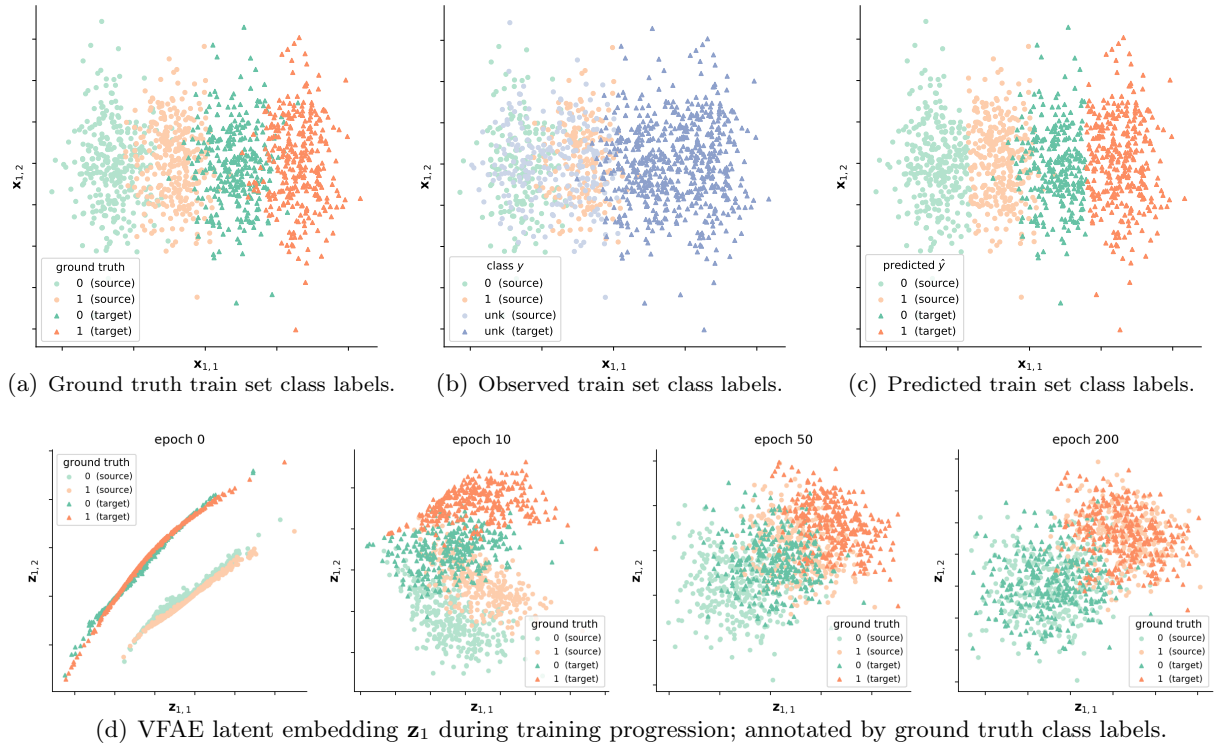 x1,2
ground truth
0 (source)
1 (source)
0 (target)
1 (target)
x1,1
(a) Ground truth train set class labels.
x1,2
class y
0 (source)
1 (source)
unk (source)
unk (target)
x1,1
(b) Observed train set class labels.
x1,2
predicted ŷ
0 (source)
1 (source)
0 (target)
1 (target)
x1,1
(c) Predicted train set class labels.
epoch 0
z1,2
ground truth
0 (source)
1 (source)
0 (target)
1 (target)
z1,1
epoch 10
z1,2
ground truth
0 (source)
1 (source)
0 (target)
1 (target)
z1,1
epoch 50
z1,2
ground truth
0 (source)
1 (source)
0 (target)
1 (target)
z1,1
epoch 200
z1,2
ground truth
0 (source)
1 (source)
0 (target)
1 (target)
z1,1
(d) VFAE latent embedding z1 during training progression; annotated by ground truth class labels.